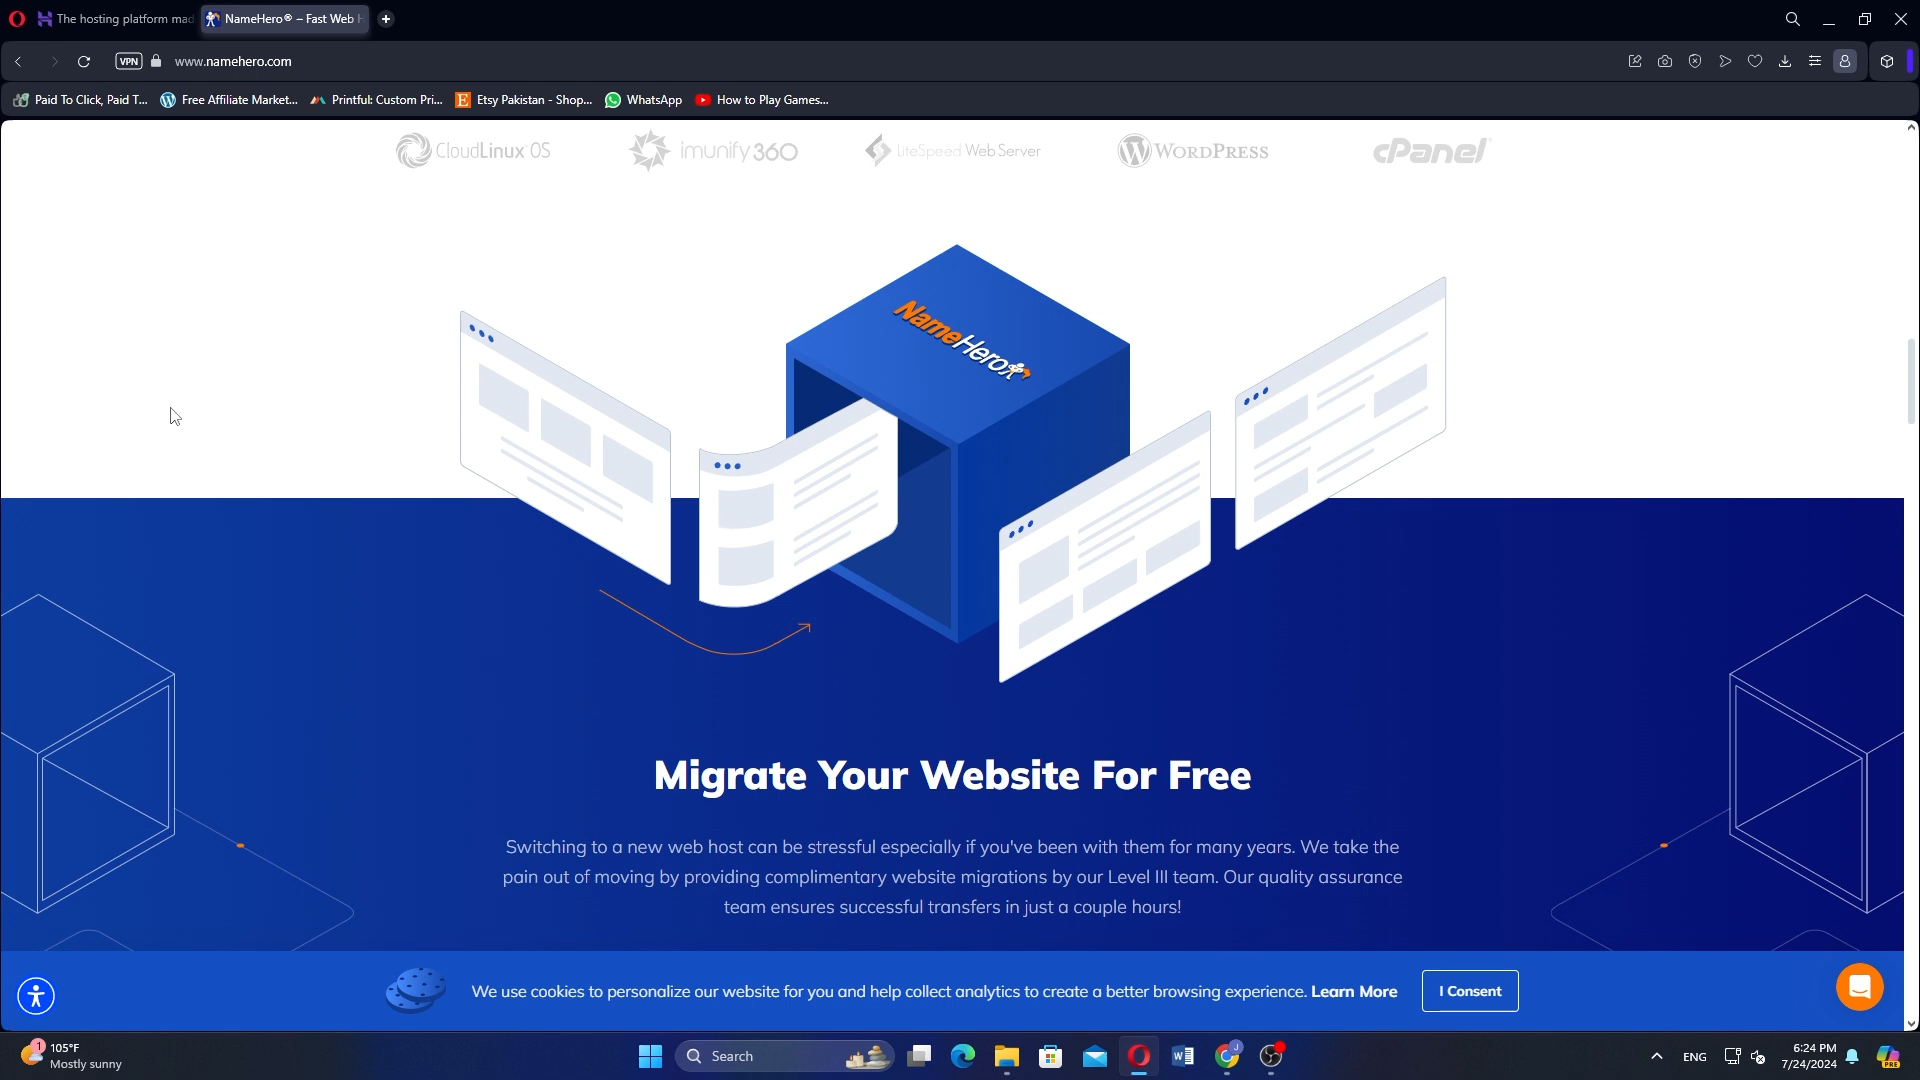 The hosting platform mad
NameHero® – Fast Web H
VPN
www.namehero.com
Paid To Click, Paid T...
Free Affiliate Market...
Printful: Custom Pri...
Etsy Pakistan - Shop...
WhatsApp
How to Play Games...
CloudLinux OS
imunify360
LiteSpeed Web Server
WORDPRESS
cPanel
NameHero
Migrate Your Website For Free
Switching to a new web host can be stressful especially if you've been with them for many years. We take the
pain out of moving by providing complimentary website migrations by our Level III team. Our quality assurance
team ensures successful transfers in just a couple hours!
We use cookies to personalize our website for you and help collect analytics to create a better browsing experience. Learn More
I Consent
1
105°F
Mostly sunny
Search
J
ENG
6:24 PM
7/24/2024
PRE